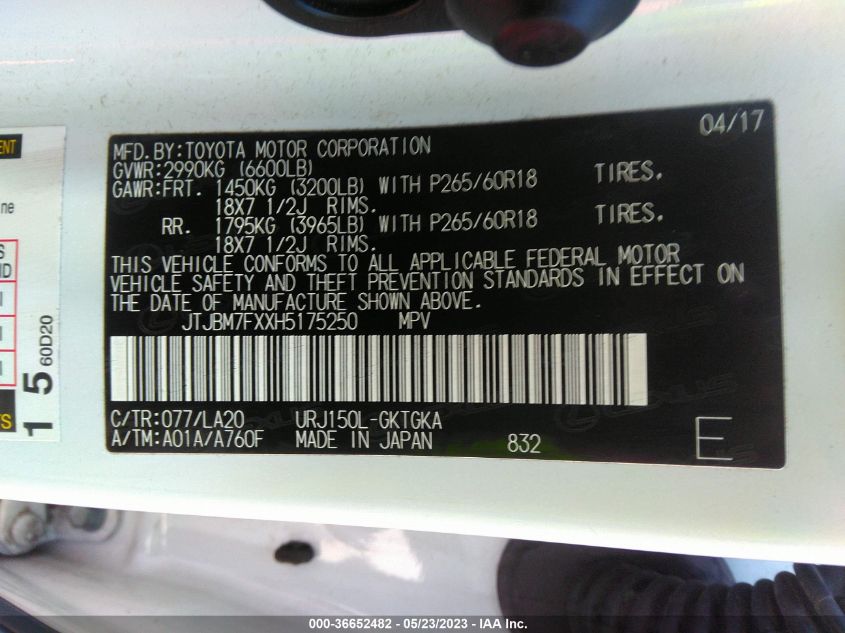 04/17
MFD.BY:TOYOTA MOTOR CORPORATION
GVWR:2990KG (6600LB)
GAWR:FRT. 1450KG (3200LB) WITH P265/60R18 TIRES.
18X7 1/2J RIMS.
RR. 1795KG (3965LB) WITH P265/60R18 TIRES.
18X7 1/2J RIMS.
THIS VEHICLE CONFORMS TO ALL APPLICABLE FEDERAL MOTOR
VEHICLE SAFETY AND THEFT PREVENTION STANDARDS IN EFFECT ON
THE DATE OF MANUFACTURE SHOWN ABOVE.
JTJBM7FXXH5175250 MPV
C/TR:077/LA20 URJ150L-GKTGKA
A/TM:A01A/A760F MADE IN JAPAN 832 E
15 60D20
000-36652482 - 05/23/2023 - IAA Inc.